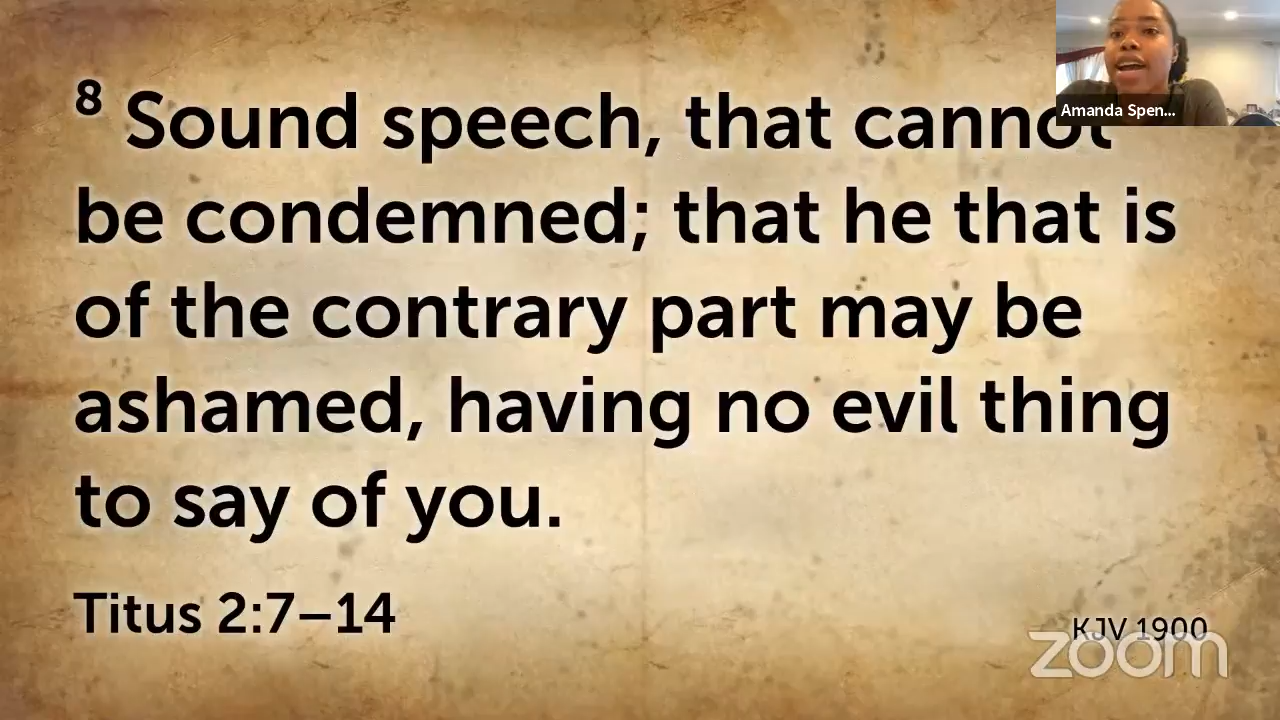 ⁸ Sound speech, that cannot
be condemned; that he that is
of the contrary part may be
ashamed, having no evil thing
to say of you.
Titus 2:7–14
KJV 1900
zoom
Amanda Spen...